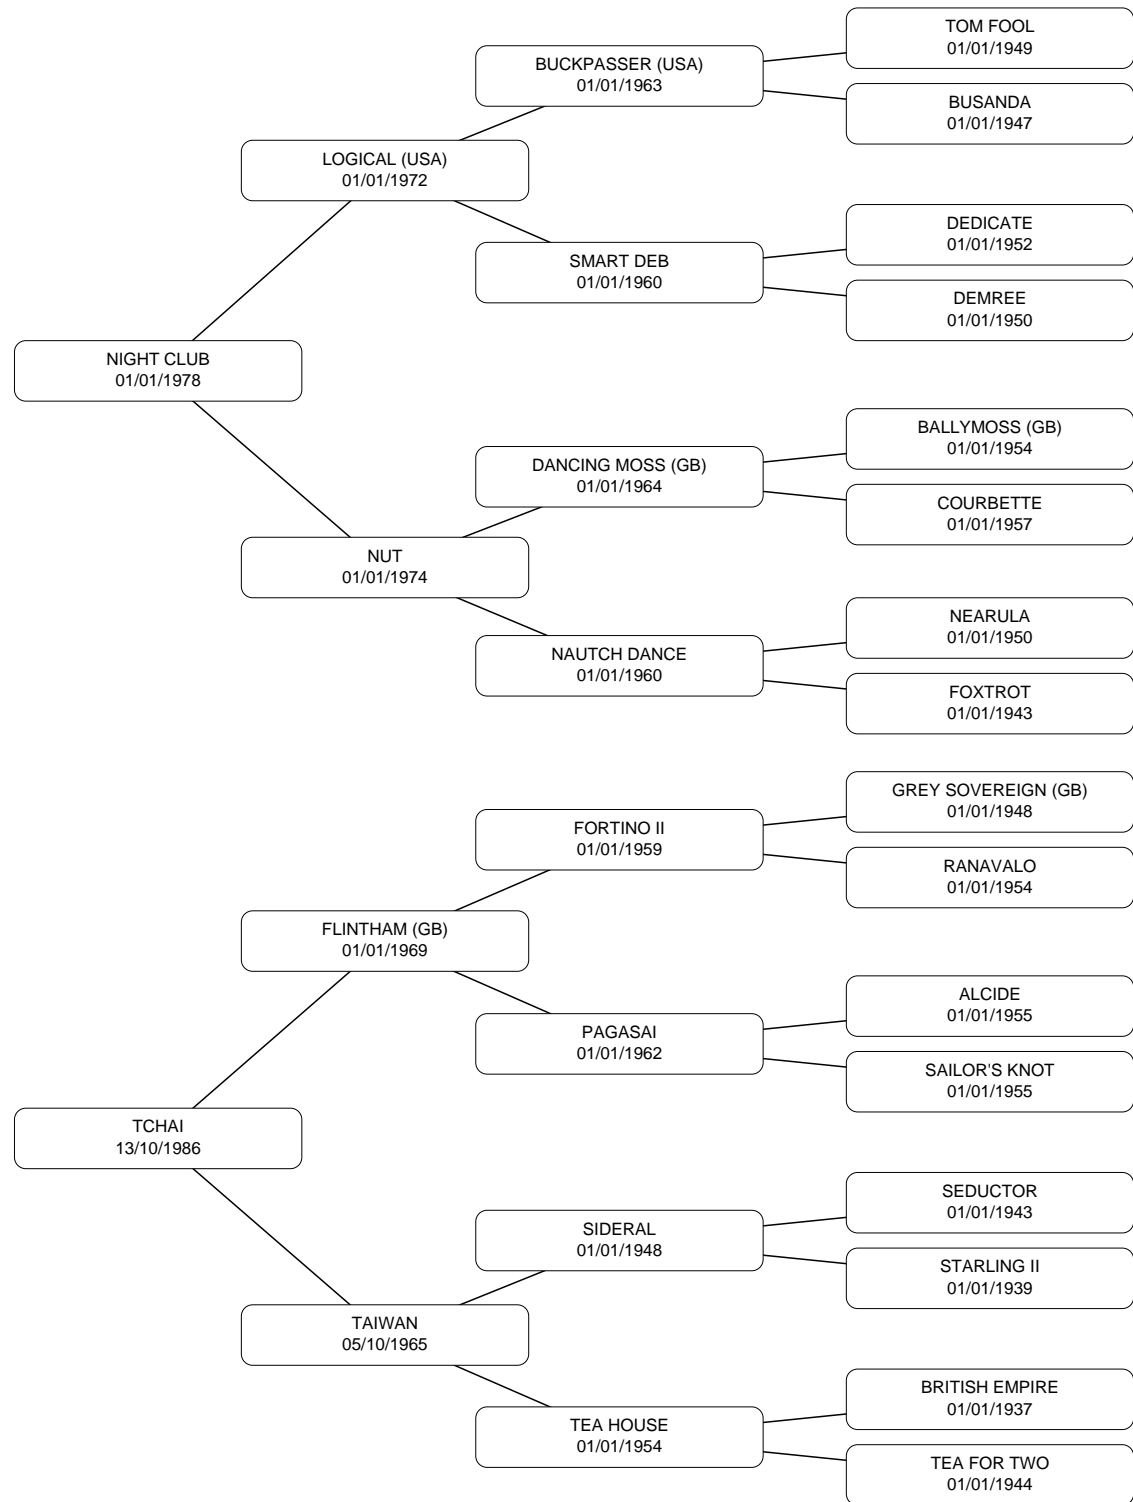 TOM FOOL
01/01/1949
BUCKPASSER (USA)
01/01/1963
BUSANDA
01/01/1947
LOGICAL (USA)
01/01/1972
DEDICATE
01/01/1952
SMART DEB
01/01/1960
DEMREE
01/01/1950
NIGHT CLUB
01/01/1978
BALLYMOSS (GB)
01/01/1954
DANCING MOSS (GB)
01/01/1964
COURBETTE
01/01/1957
NUT
01/01/1974
NEARULA
01/01/1950
NAUTCH DANCE
01/01/1960
FOXTROT
01/01/1943
GREY SOVEREIGN (GB)
01/01/1948
FORTINO II
01/01/1959
RANAVALO
01/01/1954
FLINTHAM (GB)
01/01/1969
ALCIDE
01/01/1955
PAGASAI
01/01/1962
SAILOR'S KNOT
01/01/1955
TCHAI
13/10/1986
SEDUCTOR
01/01/1943
SIDERAL
01/01/1948
STARLING II
01/01/1939
TAIWAN
05/10/1965
BRITISH EMPIRE
01/01/1937
TEA HOUSE
01/01/1954
TEA FOR TWO
01/01/1944